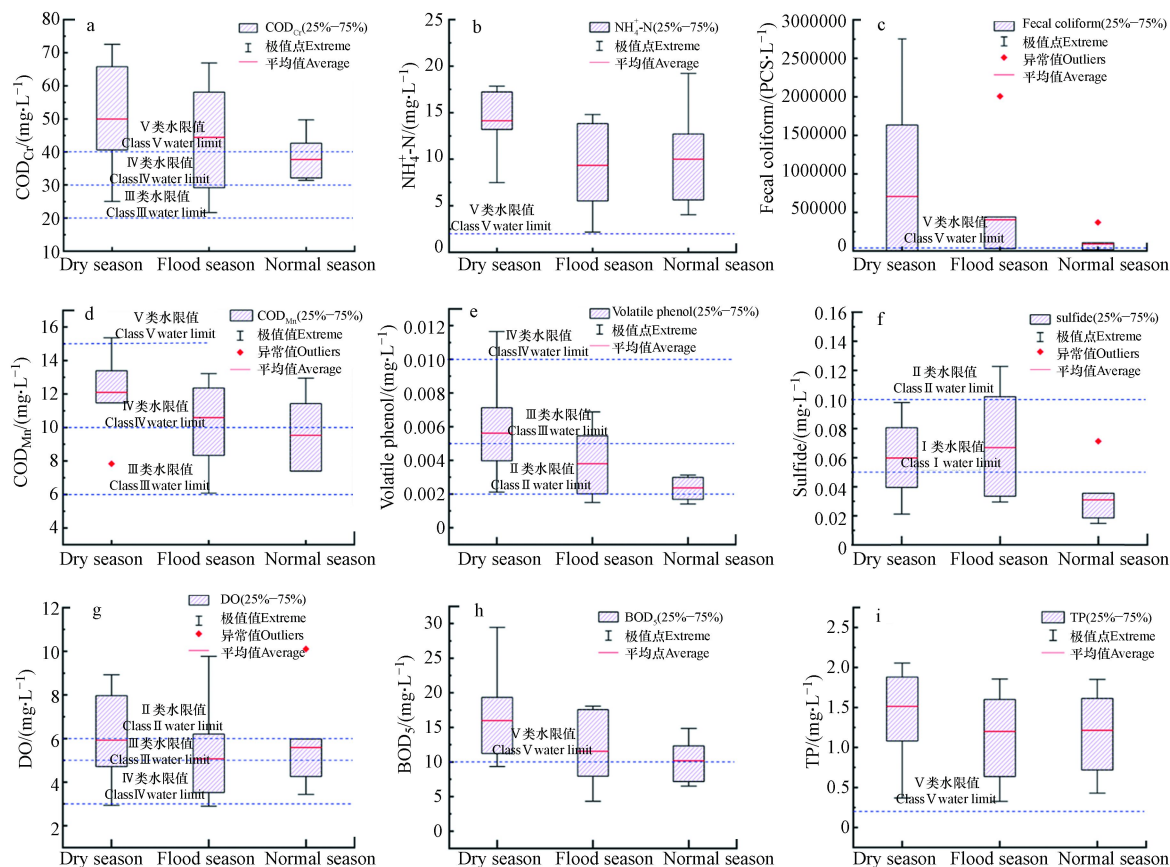 a
COD_Cr(25%−75%)
极值点Extreme
平均值Average
Ⅴ类水限值
Class Ⅴ water limit
Ⅳ类水限值
Class Ⅳ water limit
Ⅲ类水限值
Class Ⅲ water limit
COD_Cr/(mg·L⁻¹)
80
70
60
50
40
30
20
10
Dry season Flood season Normal season
b
NH₄⁺-N(25%−75%)
极值点Extreme
平均值Average
Ⅴ类水限值
Class Ⅴ water limit
NH₄⁺-N/(mg·L⁻¹)
25
20
15
10
5
0
Dry season Flood season Normal season
c
Fecal coliform(25%−75%)
极值点Extreme
异常值Outliers
平均值Average
Ⅴ类水限值
Class Ⅴ water limit
Fecal coliform/(PCS·L⁻¹)
3000000
2500000
2000000
1500000
1000000
500000
0
Dry season Flood season Normal season
d
COD_Mn(25%−75%)
极值值Extreme
异常值Outliers
平均值Average
Ⅴ类水限值
Class Ⅴ water limit
Ⅳ类水限值
Class Ⅳ water limit
Ⅲ类水限值
Class Ⅲ water limit
COD_Mn/(mg·L⁻¹)
16
14
12
10
8
6
4
Dry season Flood season Normal season
e
Volatile phenol(25%−75%)
极值点Extreme
平均值Average
Ⅳ类水限值
Class Ⅳ water limit
Ⅲ类水限值
Class Ⅲ water limit
Ⅱ类水限值
Class Ⅱ water limit
Volatile phenol/(mg·L⁻¹)
0.012
0.010
0.008
0.006
0.004
0.002
0
Dry season Flood season Normal season
f
sulfide(25%−75%)
极值点Extreme
异常值Outliers
平均值Average
Ⅱ类水限值
Class Ⅱ water limit
Ⅰ类水限值
Class Ⅰ water limit
Sulfide/(mg·L⁻¹)
0.16
0.14
0.12
0.10
0.08
0.06
0.04
0.02
0
Dry season Flood season Normal season
g
DO(25%−75%)
极值值Extreme
异常值Outliers
平均值Average
Ⅱ类水限值
Class Ⅱ water limit
Ⅲ类水限值
Class Ⅲ water limit
Ⅳ类水限值
Class Ⅳ water limit
DO/(mg·L⁻¹)
12
10
8
6
4
2
1
Dry season Flood season Normal season
h
BOD₅(25%−75%)
极值点Extreme
平均点Average
Ⅴ类水限值
Class Ⅴ water limit
BOD₅/(mg·L⁻¹)
30
25
20
15
10
5
0
Dry season Flood season Normal season
i
TP(25%−75%)
极值点Extreme
平均值Average
Ⅴ类水限值
Class Ⅴ water limit
TP/(mg·L⁻¹)
2.5
2.0
1.5
1.0
0.5
0
Dry season Flood season Normal season